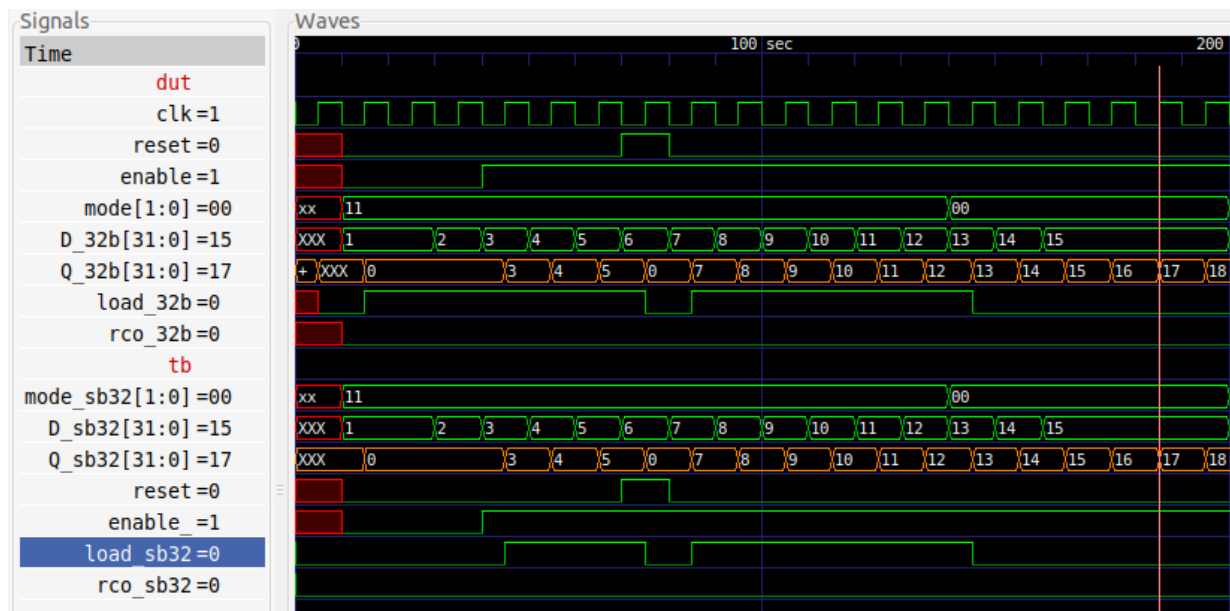 Signals Waves
Time 0 100 sec 200
dut
clk=1
reset=0
enable=1
mode[1:0]=00 xx 11 00
D_32b[31:0]=15 XXX 1 2 3 4 5 6 7 8 9 10 11 12 13 14 15
Q_32b[31:0]=17 + XXX 0 3 4 5 0 7 8 9 10 11 12 13 14 15 16 17 18
load_32b=0
rco_32b=0
tb
mode_sb32[1:0]=00 xx 11 00
D_sb32[31:0]=15 XXX 1 2 3 4 5 6 7 8 9 10 11 12 13 14 15
Q_sb32[31:0]=17 XXX 0 3 4 5 0 7 8 9 10 11 12 13 14 15 16 17 18
reset=0
enable_=1
load_sb32=0
rco_sb32=0